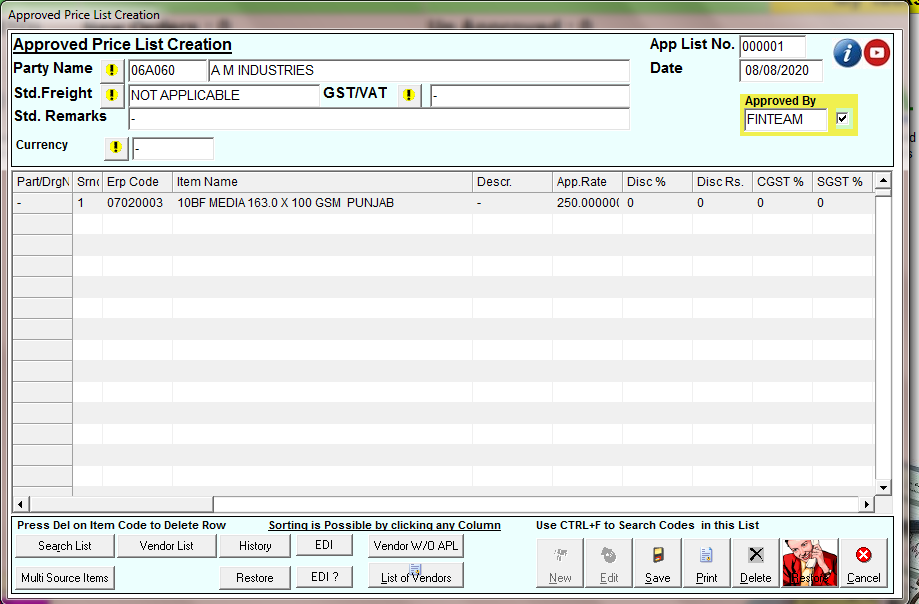 Approved Price List Creation
Approved Price List Creation
App List No. 000001
Party Name 06A060 A M INDUSTRIES
Date 08/08/2020
Std.Freight NOT APPLICABLE GST/VAT -
Approved By
Std. Remarks -
FINTEAM
Currency -
Part/DrgN Srno Erp Code Item Name Descr. App.Rate Disc % Disc Rs. CGST % SGST %
- 1 07020003 10BF MEDIA 163.0 X 100 GSM PUNJAB - 250.000000 0 0 0 0
Press Del on Item Code to Delete Row Sorting is Possible by clicking any Column Use CTRL+F to Search Codes in this List
Search List Vendor List History EDI Vendor W/O APL
Multi Source Items Restore EDI ? List of Vendors
New Edit Save Print Delete Restore Cancel